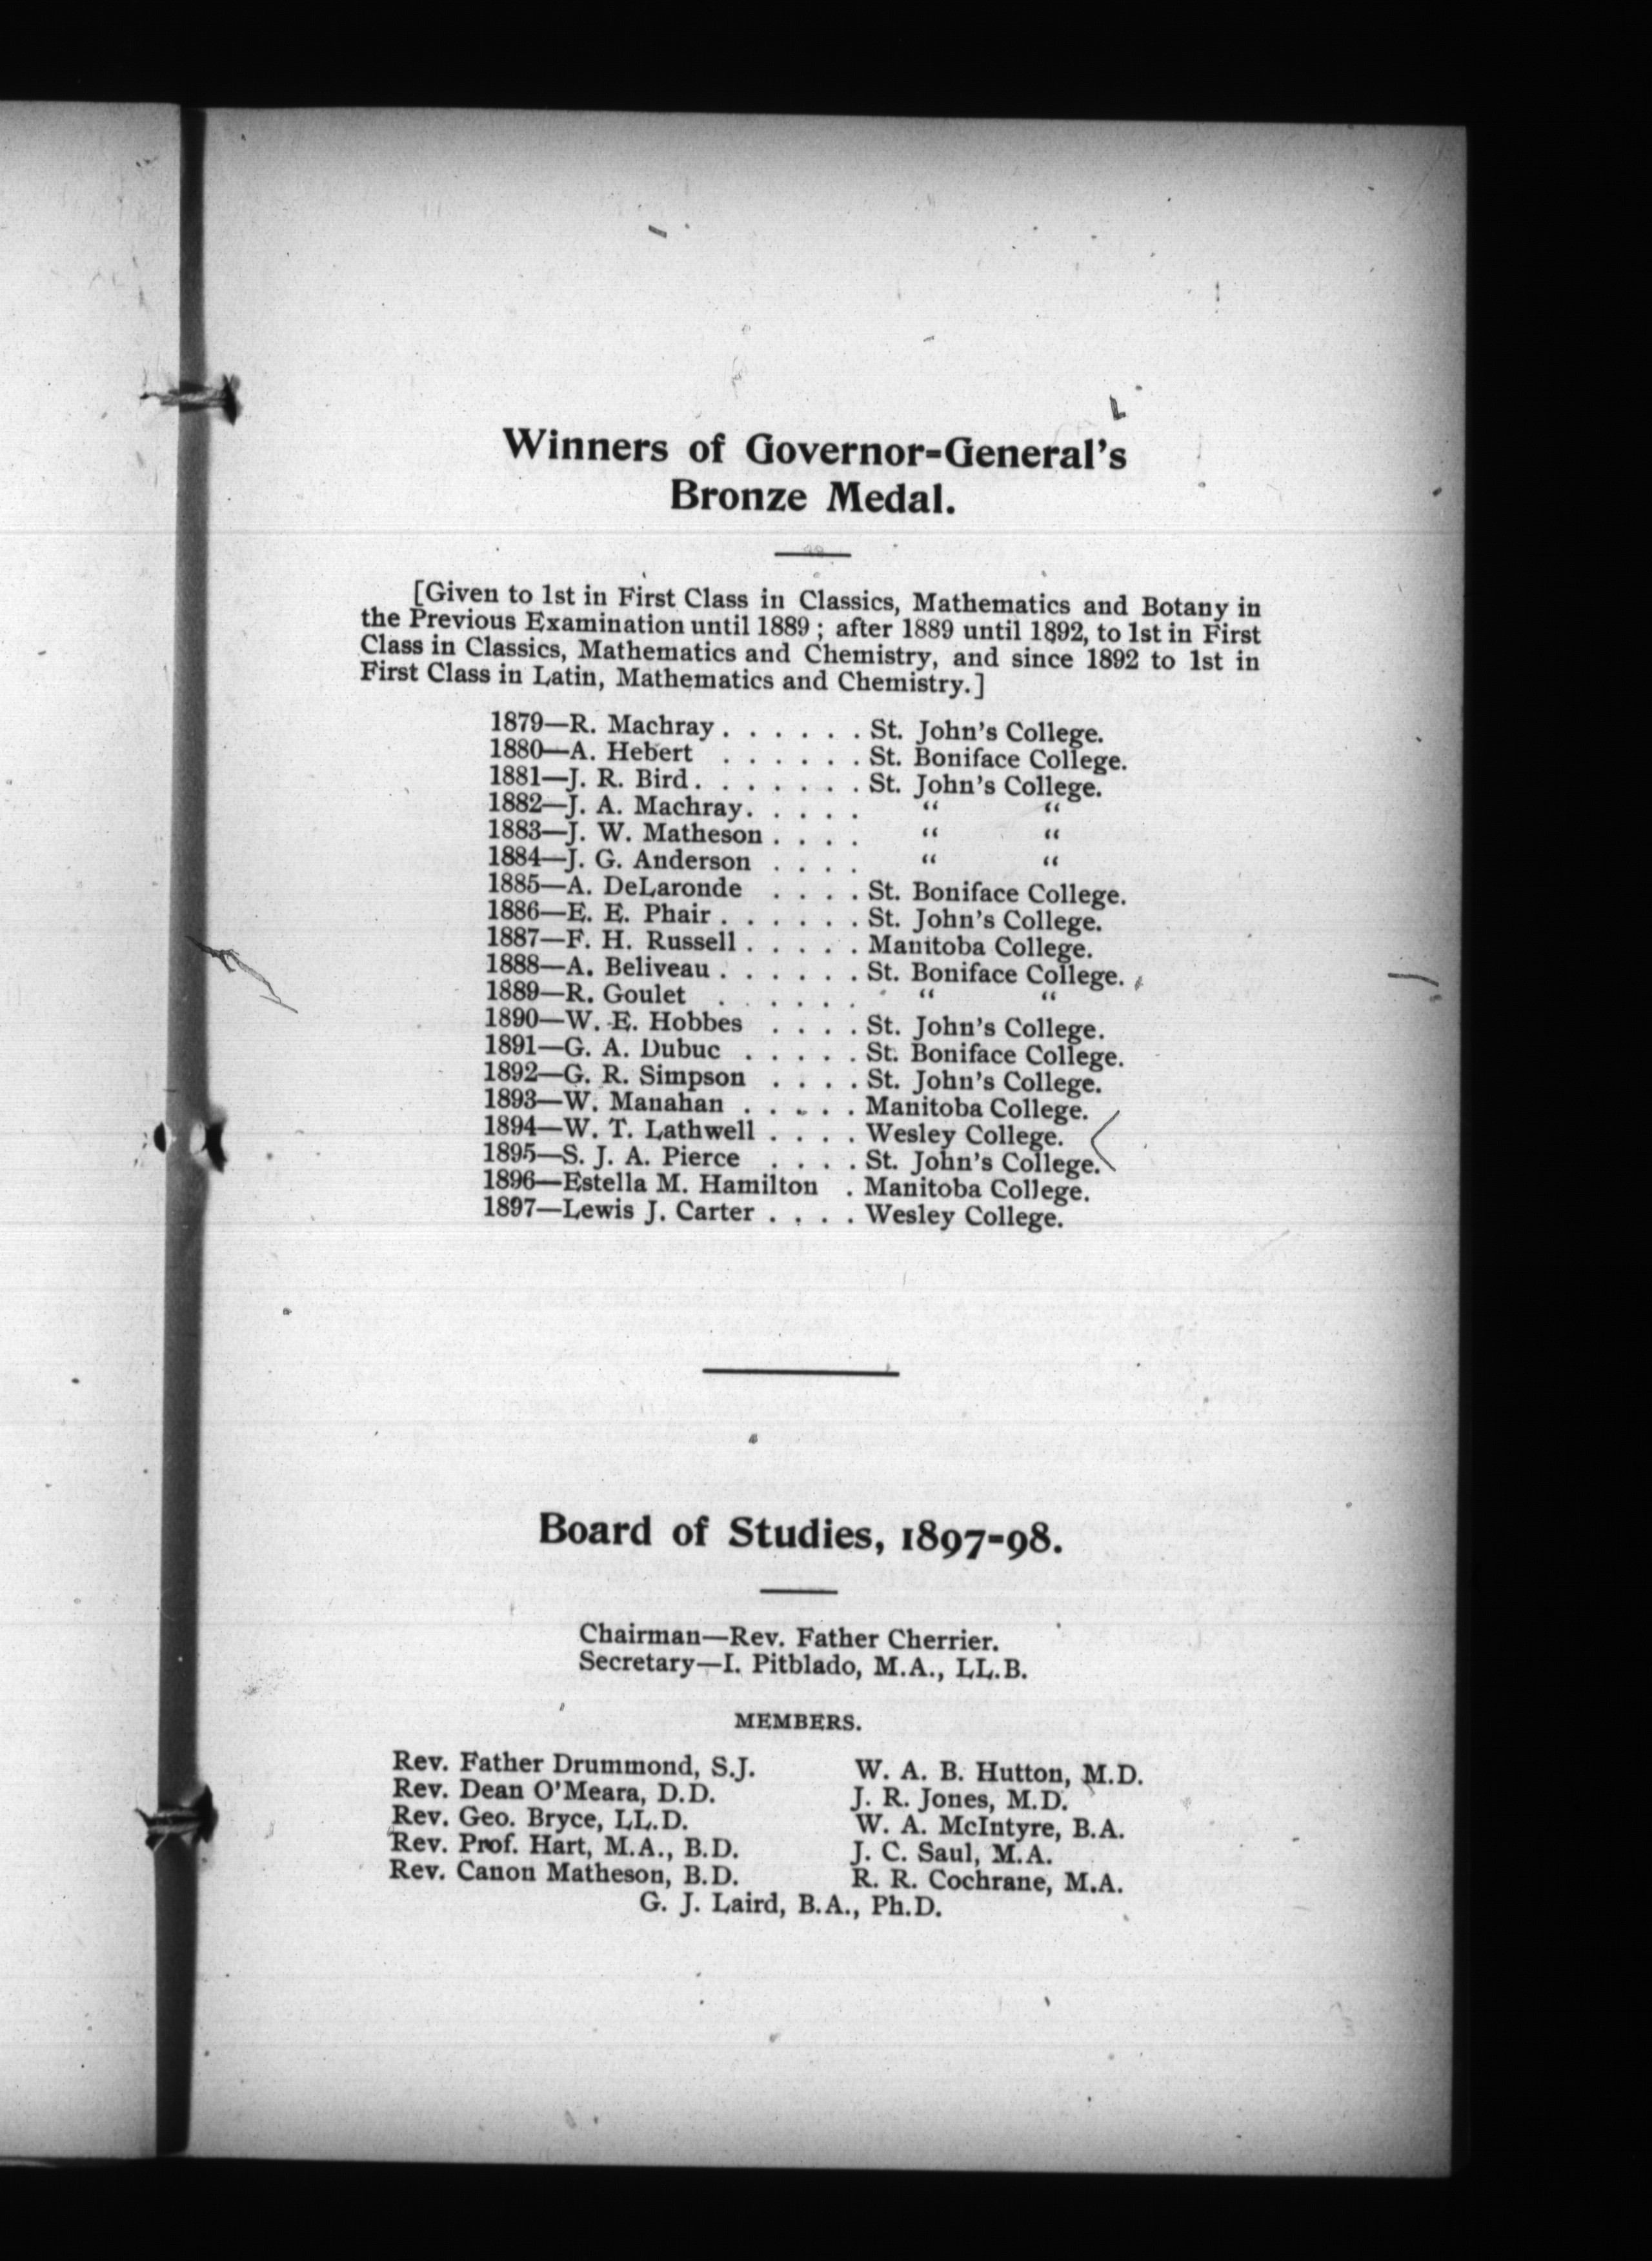 Winners of Governor-General's
Bronze Medal.
[Given to 1st in First Class in Classics, Mathematics and Botany in
the Previous Examination until 1889 ; after 1889 until 1892, to 1st in First
Class in Classics, Mathematics and Chemistry, and since 1892 to 1st in
First Class in Latin, Mathematics and Chemistry.]
1879—R. Machray . . . . . . St. John's College.
1880—A. Hebert . . . . . . St. Boniface College.
1881—J. R. Bird . . . . . . . St. John's College.
1882—J. A. Machray . . . . . “ “
1883—J. W. Matheson . . . . “ “
1884—J. G. Anderson . . . . “ “
1885—A. DeLaronde . . . . St. Boniface College.
1886—E. E. Phair . . . . . . St. John's College.
1887—F. H. Russell . . . . . Manitoba College.
1888—A. Beliveau . . . . . . St. Boniface College.
1889—R. Goulet . . . . . . “ “
1890—W. E. Hobbes . . . . St. John's College.
1891—G. A. Dubuc . . . . . St. Boniface College.
1892—G. R. Simpson . . . . St. John's College.
1893—W. Manahan . . . . . Manitoba College.
1894—W. T. Lathwell . . . . Wesley College.
1895—S. J. A. Pierce . . . . St. John's College.
1896—Estella M. Hamilton . Manitoba College.
1897—Lewis J. Carter . . . . Wesley College.
Board of Studies, 1897-98.
Chairman—Rev. Father Cherrier.
Secretary—I. Pitblado, M.A., LL.B.
MEMBERS.
Rev. Father Drummond, S.J. W. A. B. Hutton, M.D.
Rev. Dean O'Meara, D.D. J. R. Jones, M.D.
Rev. Geo. Bryce, LL.D. W. A. McIntyre, B.A.
Rev. Prof. Hart, M.A., B.D. J. C. Saul, M.A.
Rev. Canon Matheson, B.D. R. R. Cochrane, M.A.
G. J. Laird, B.A., Ph.D.